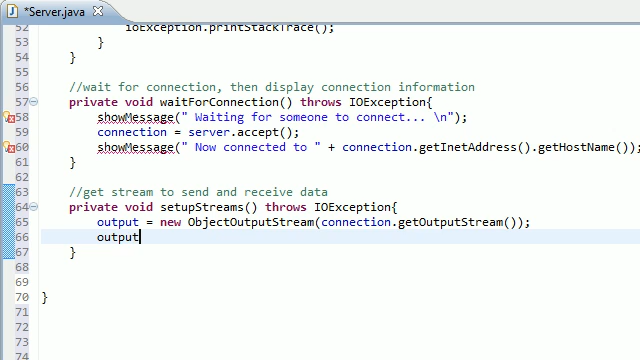 *Server.java
52 ioException.printStackTrace();
53 }
54 }
55
56 //wait for connection, then display connection information
57 private void waitForConnection() throws IOException{
58 showMessage(" Waiting for someone to connect... \n");
59 connection = server.accept();
60 showMessage(" Now connected to " + connection.getInetAddress().getHostName());
61 }
62
63 //get stream to send and receive data
64 private void setupStreams() throws IOException{
65 output = new ObjectOutputStream(connection.getOutputStream());
66 output
67 }
68
69
70 }
71
72
73
74